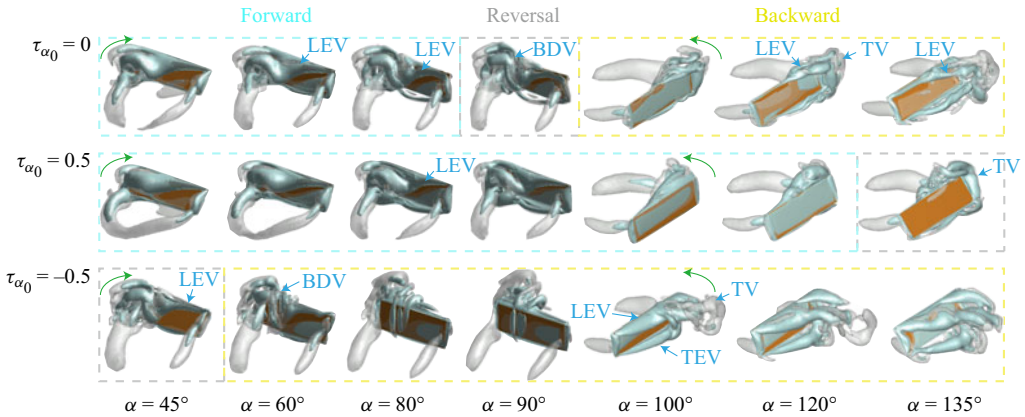 Forward Reversal Backward
τα0 = 0 LEV LEV BDV LEV TV LEV
τα0 = 0.5 LEV TV
τα0 = –0.5 LEV BDV LEV TEV TV
α = 45° α = 60° α = 80° α = 90° α = 100° α = 120° α = 135°